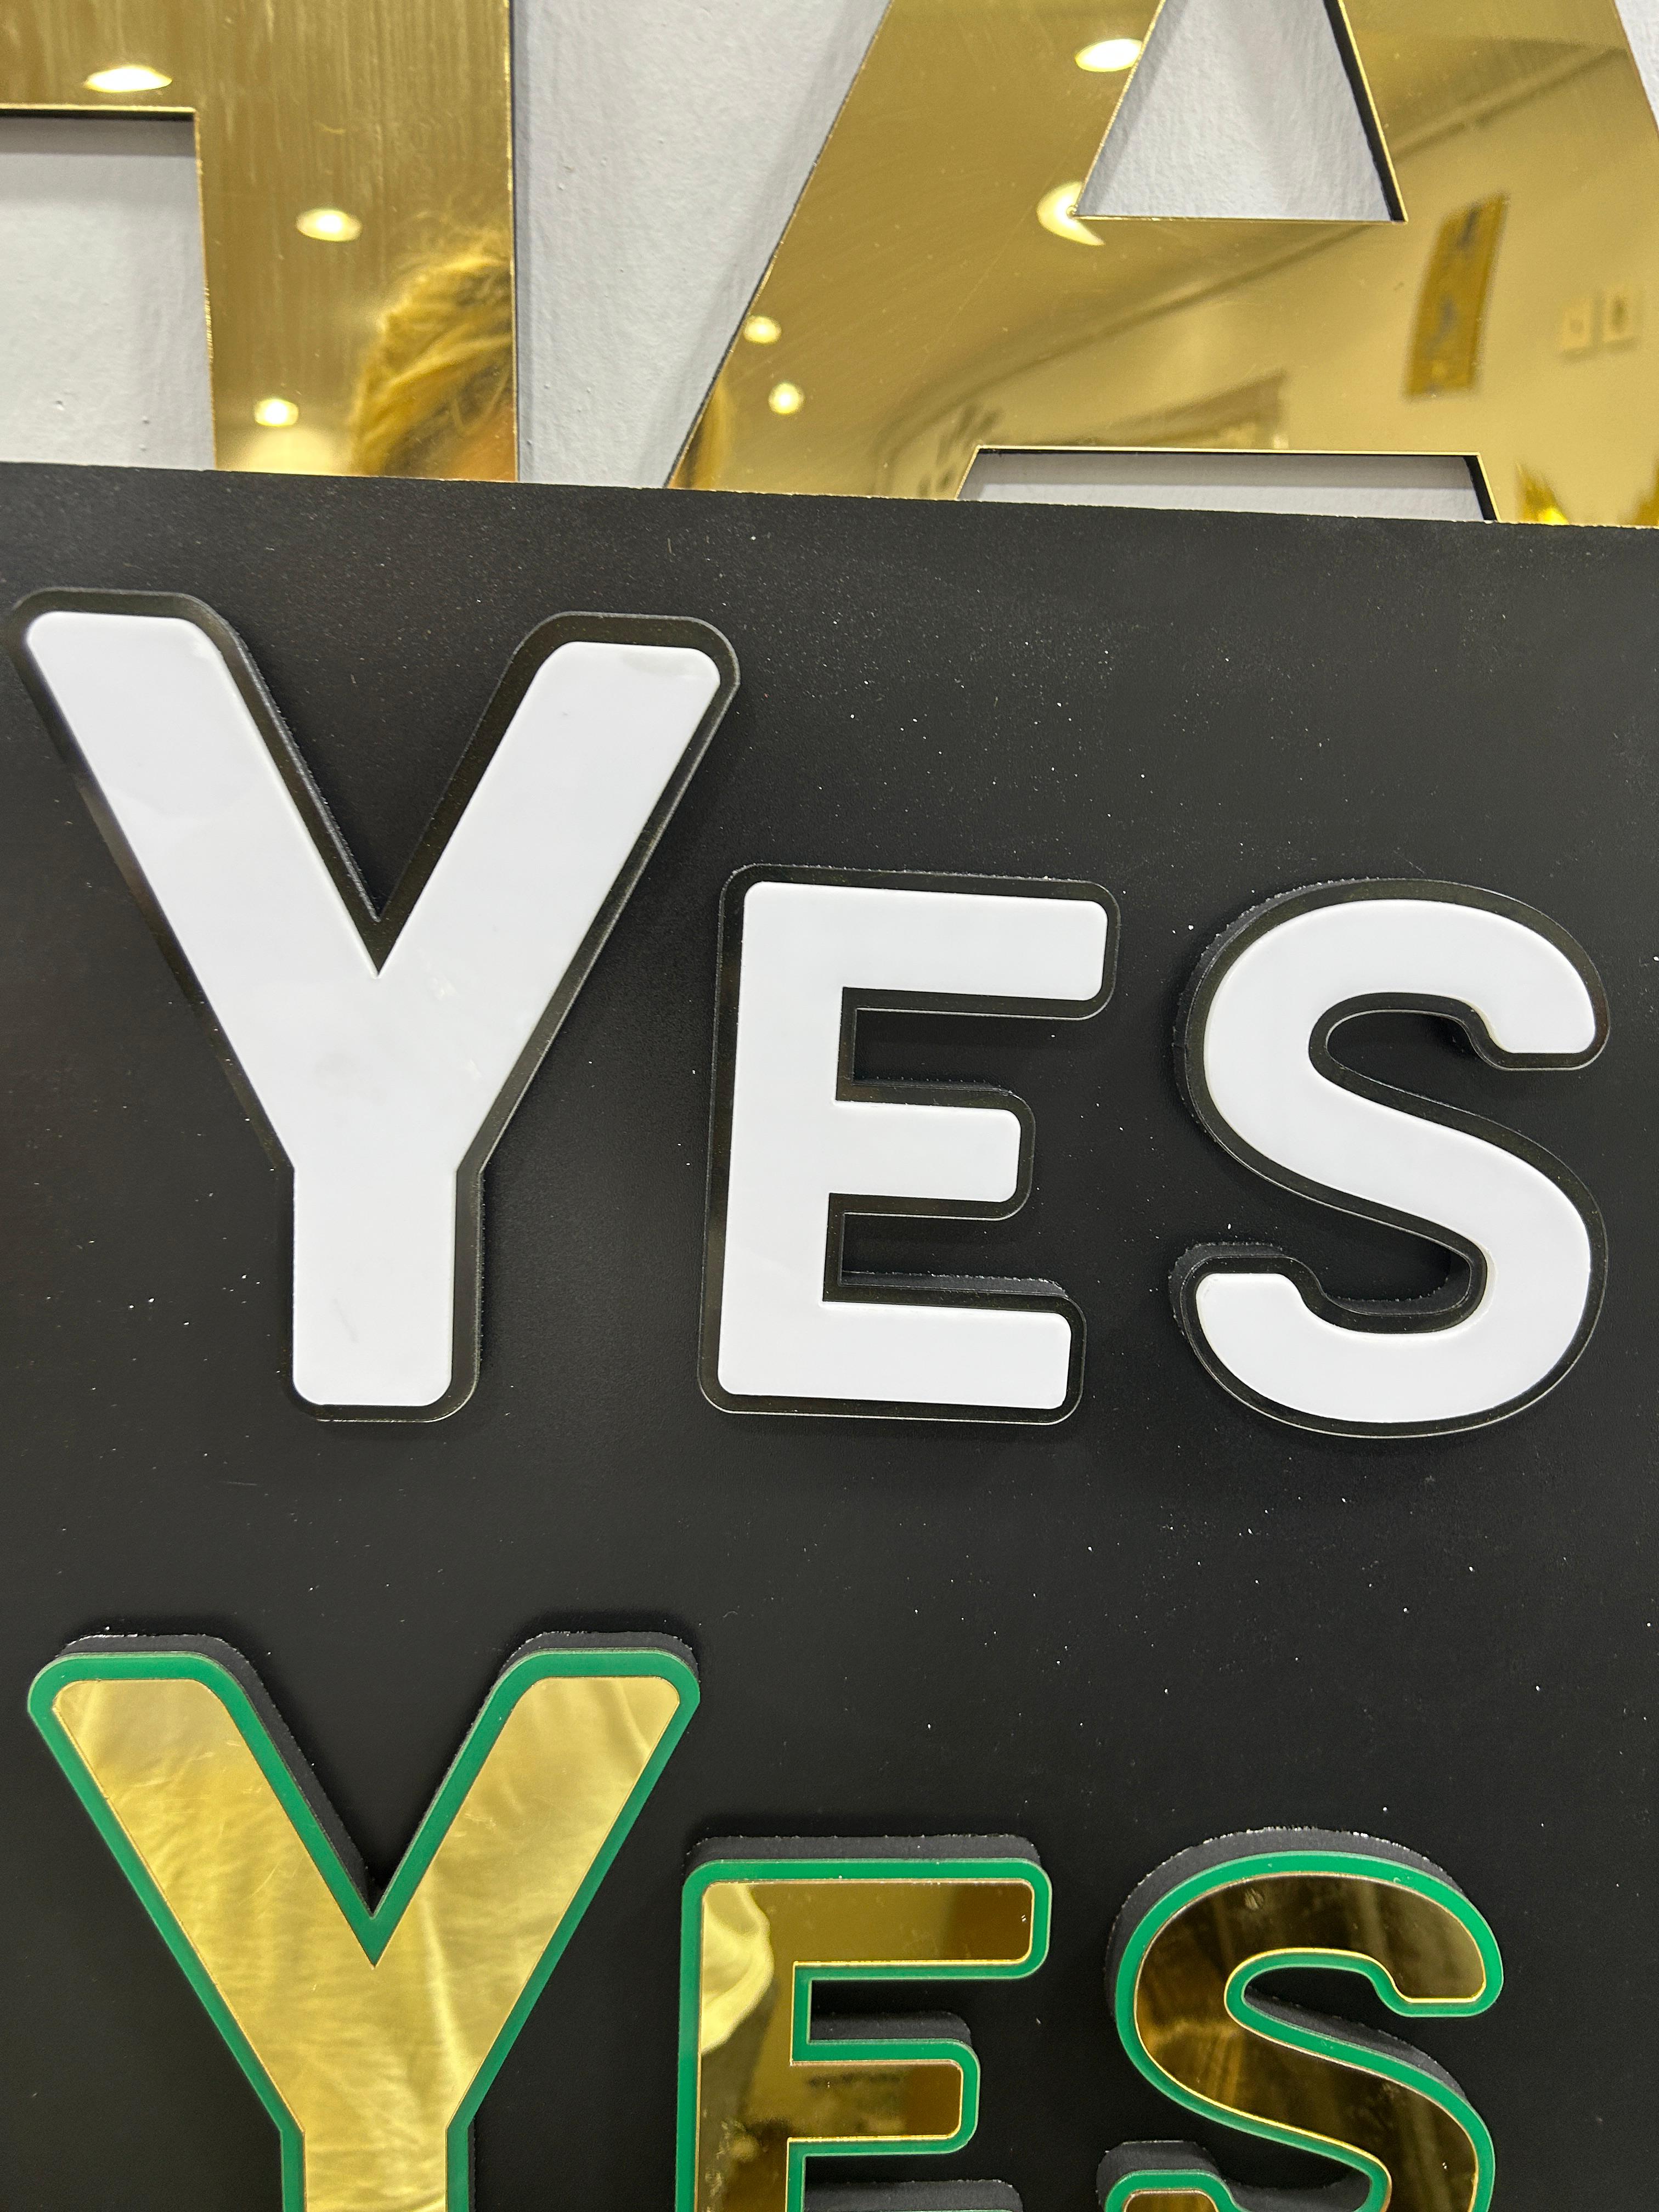 A
YES
YES